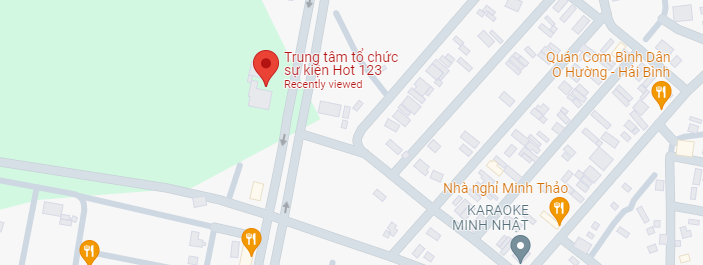 Trung tâm tổ chức
sự kiện Hot 123
Recently viewed
Quán Cơm Bình Dân
O Hường - Hải Bình
Nhà nghỉ Minh Thảo
KARAOKE
MINH NHẬT